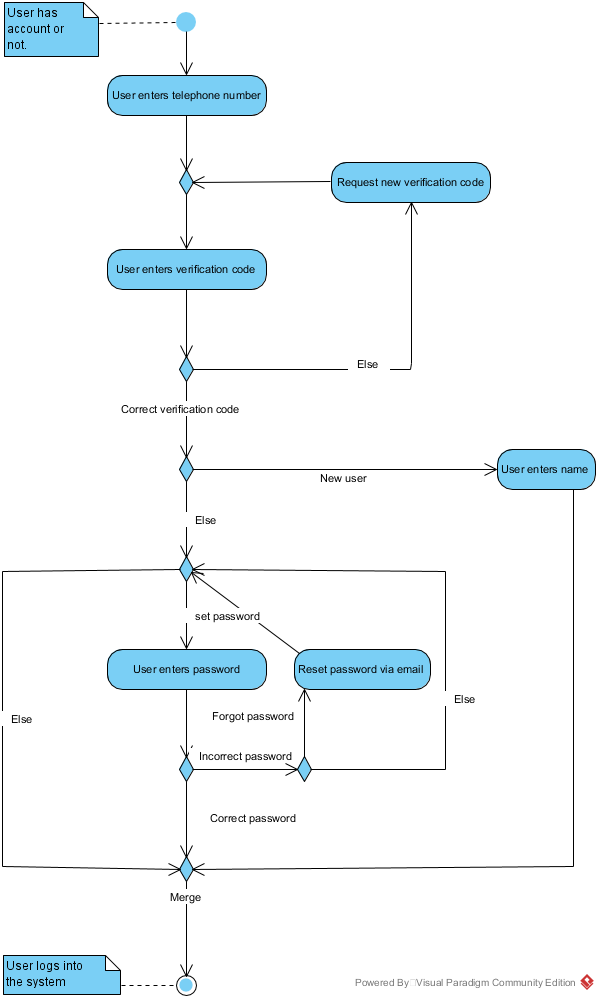 User has
account or
not.
User enters telephone number
Request new verification code
User enters verification code
Else
Correct verification code
User enters name
New user
Else
set password
User enters password
Reset password via email
Else
Forgot password
Else
Incorrect password
Correct password
Merge
User logs into
the system
Powered By Visual Paradigm Community Edition